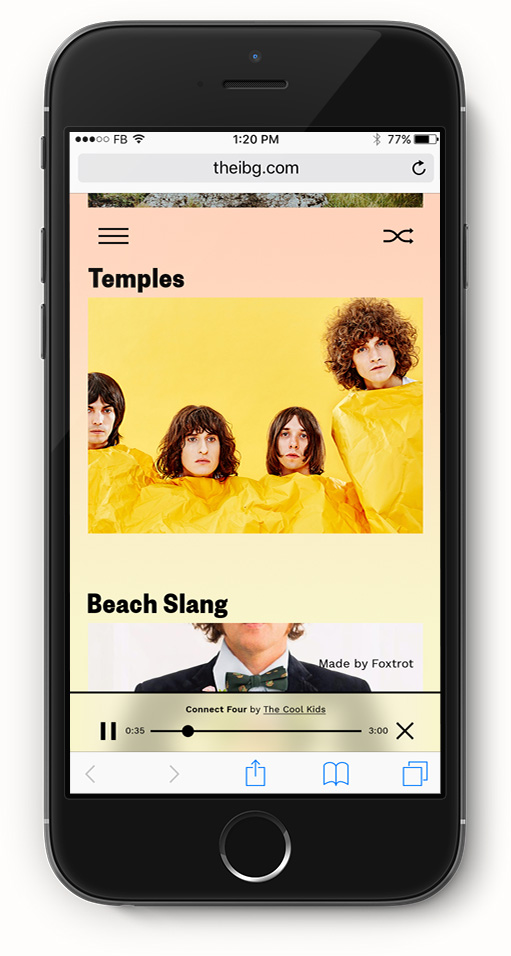 FB 1:20 PM 77%
theibg.com
Temples
Beach Slang
Made by Foxtrot
Connect Four by The Cool Kids
0:35 3:00